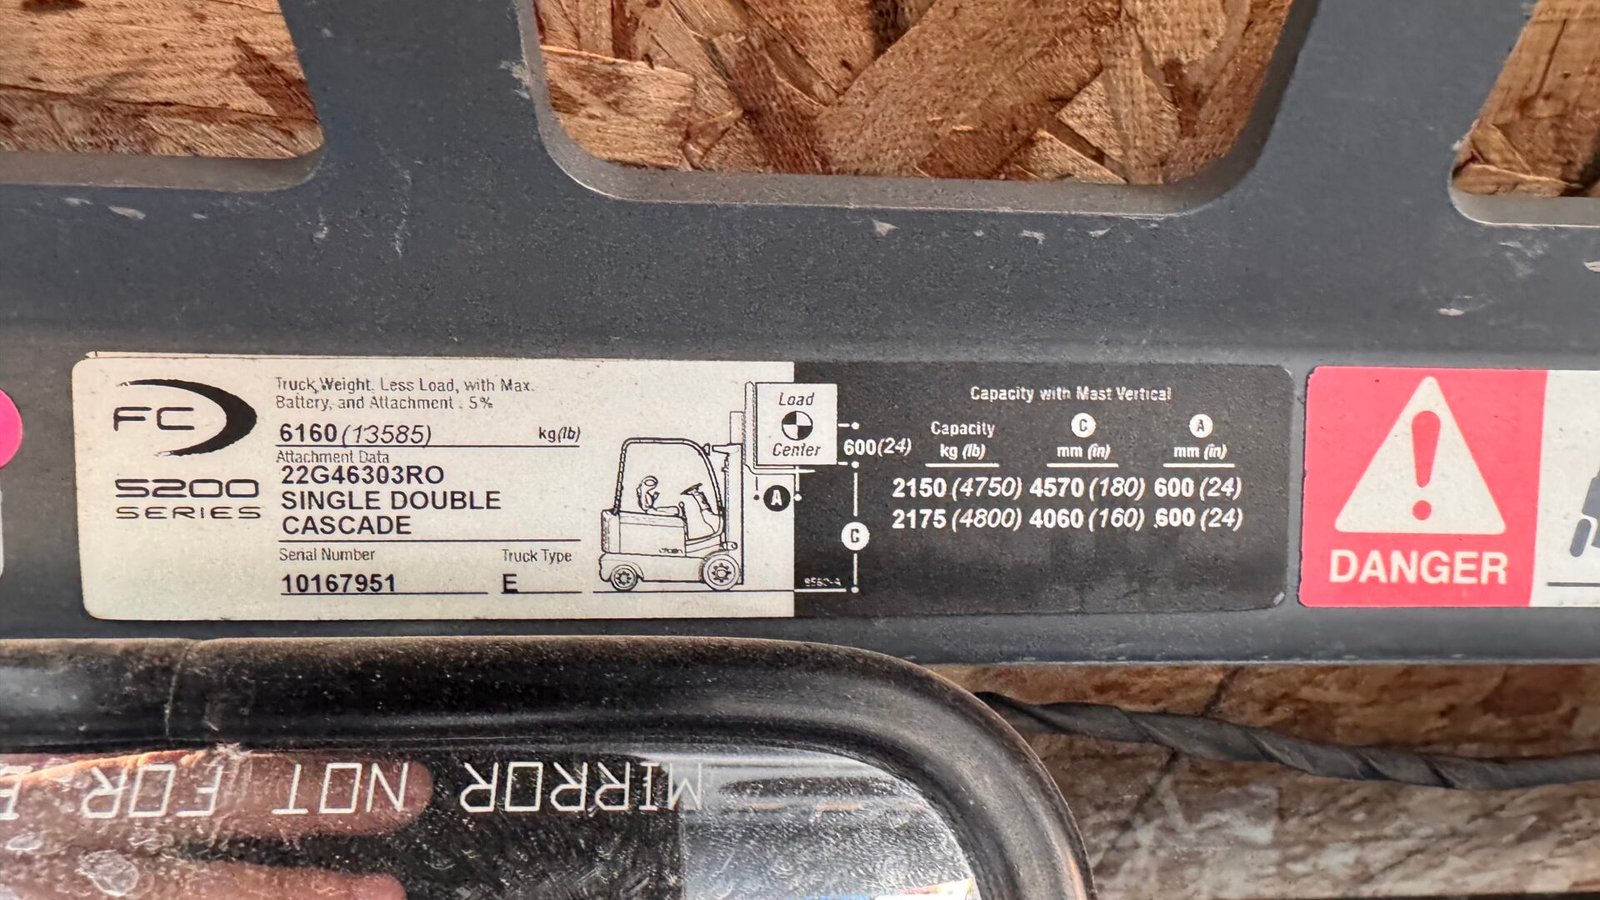 FC
5200
SERIES
Truck Weight, Less Load, with Max.
Battery, and Attachment . 5%
6160 (13585) kg(lb)
Attachment Data
22G46303RO
SINGLE DOUBLE
CASCADE
Serial Number Truck Type
10167951 E
Load
Center
600(24)
A
C
Capacity with Mast Vertical
Capacity C A
kg (lb) mm (in) mm (in)
2150 (4750) 4570 (180) 600 (24)
2175 (4800) 4060 (160) 600 (24)
DANGER
MIRROR NOT FOR